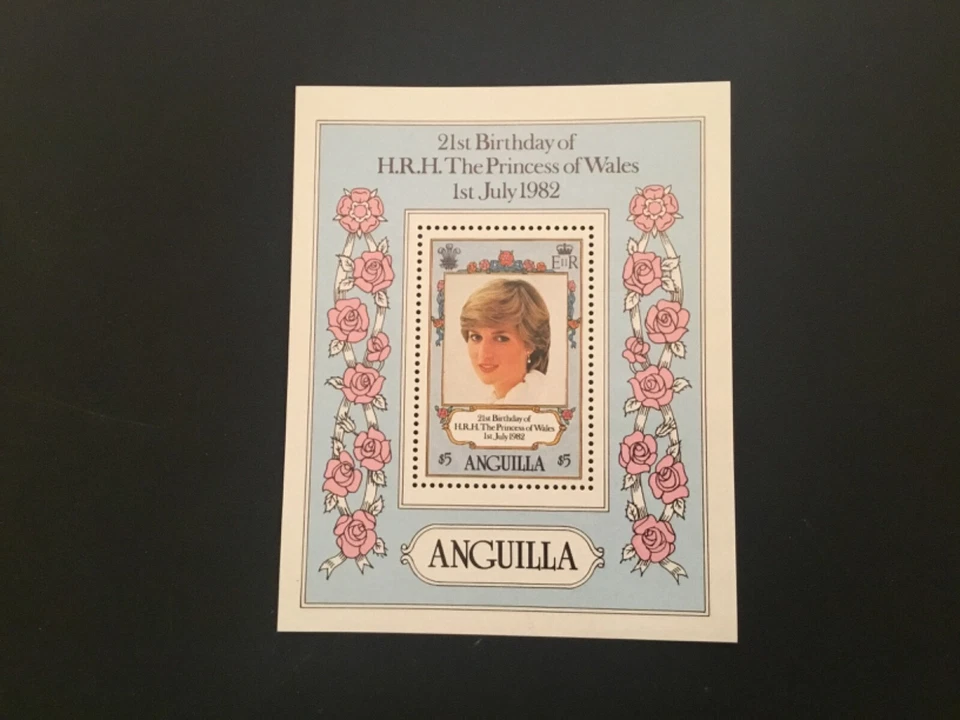 21st Birthday of
H.R.H. The Princess of Wales
1st July 1982
EIIR
21st Birthday of
H.R.H. The Princess of Wales
1st July 1982
$5 ANGUILLA $5
ANGUILLA